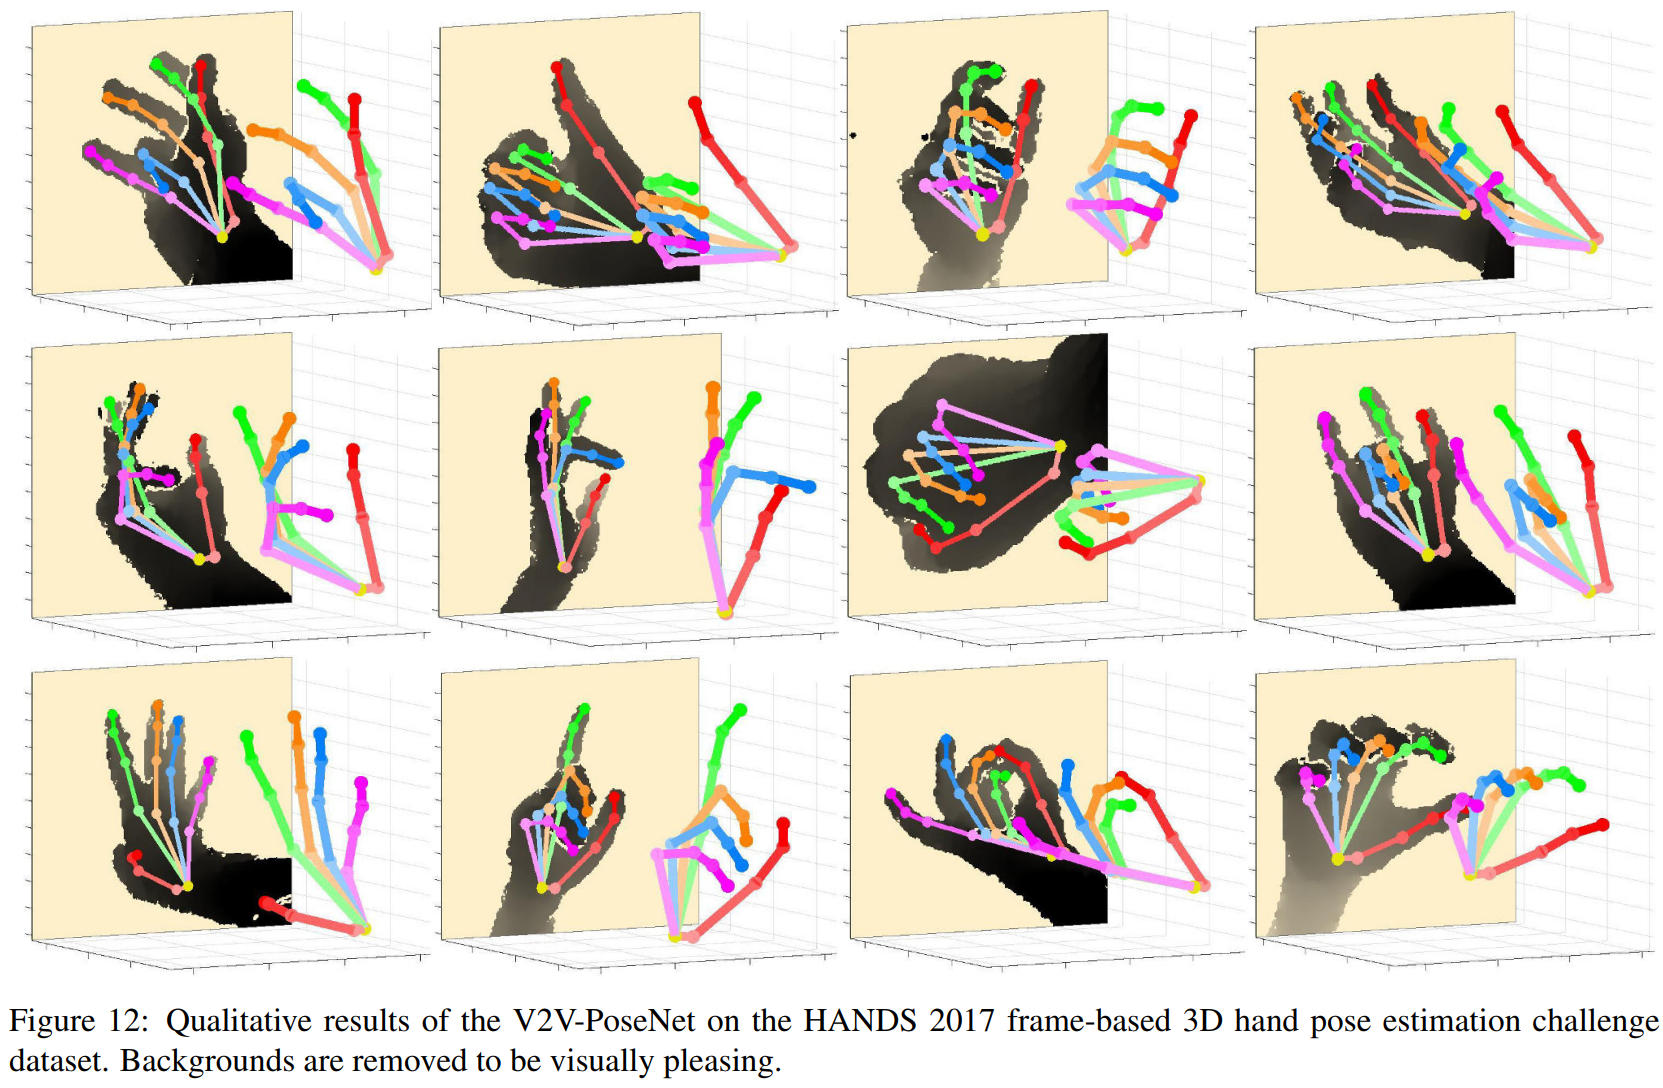 Figure 12: Qualitative results of the V2V-PoseNet on the HANDS 2017 frame-based 3D hand pose estimation challenge
dataset. Backgrounds are removed to be visually pleasing.